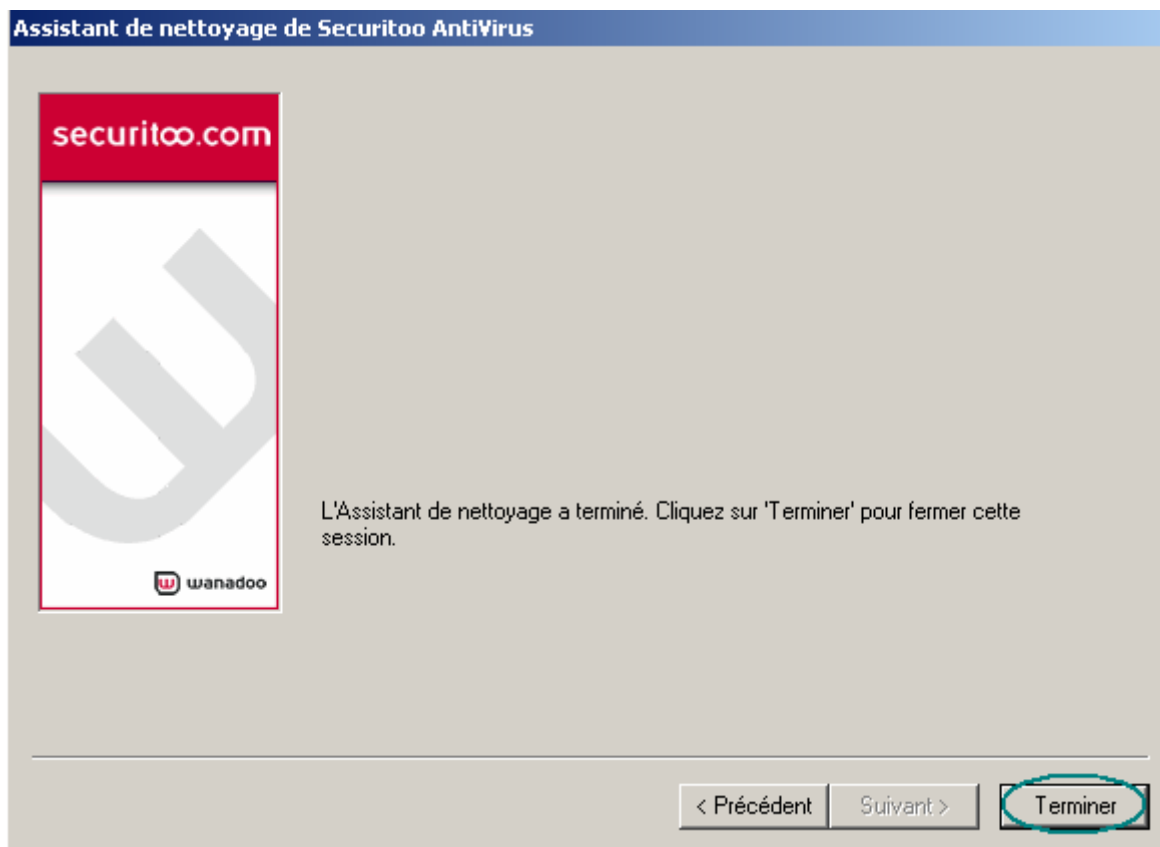 Assistant de nettoyage de Securitoo AntiVirus
securitoo.com
L'Assistant de nettoyage a terminé. Cliquez sur 'Terminer' pour fermer cette
session.
w wanadoo
< Précédent
Suivant >
Terminer